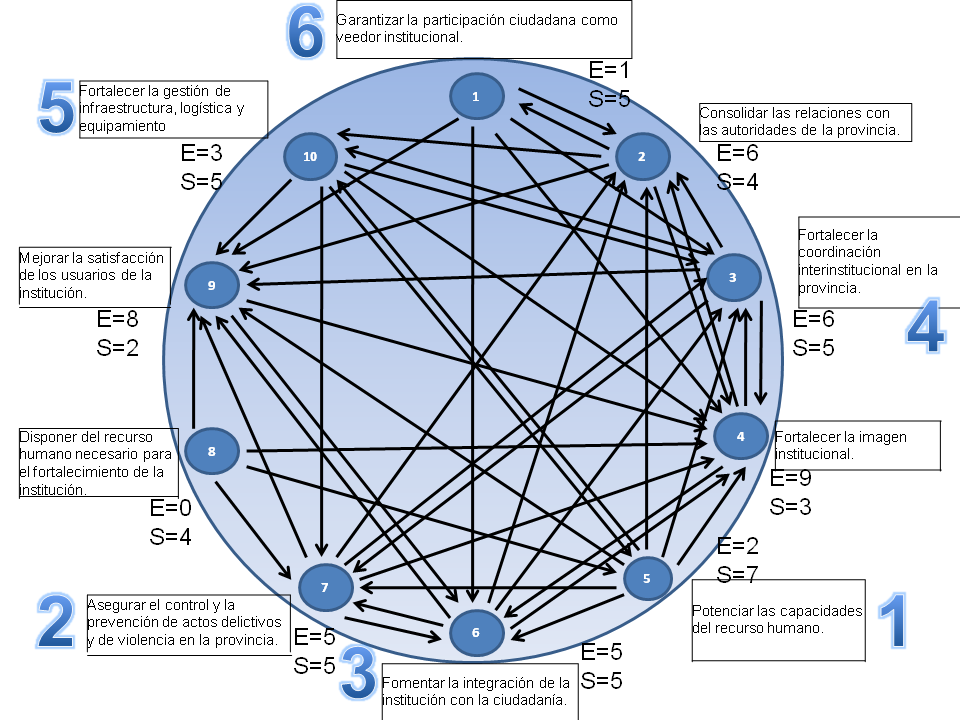 6
Garantizar la participación ciudadana como
veedor institucional.
E=1
S=5
5
Fortalecer la gestión de
infraestructura, logística y
equipamiento
E=3
S=5
Consolidar las relaciones con
las autoridades de la provincia.
E=6
S=4
1
10
2
Mejorar la satisfacción
de los usuarios de la
institución.
E=8
S=2
9
3
Fortalecer la
coordinación
interinstitucional en la
provincia.
E=6
S=5
4
Disponer del recurso
humano necesario para
el fortalecimiento de la
institución.
E=0
S=4
8
4
Fortalecer la imagen
institucional.
E=9
S=3
E=2
S=7
7
5
6
2
Asegurar el control y la
prevención de actos delictivos
y de violencia en la provincia.
E=5
S=5
Potenciar las capacidades
del recurso humano.
1
3
Fomentar la integración de la
institución con la ciudadanía.
E=5
S=5